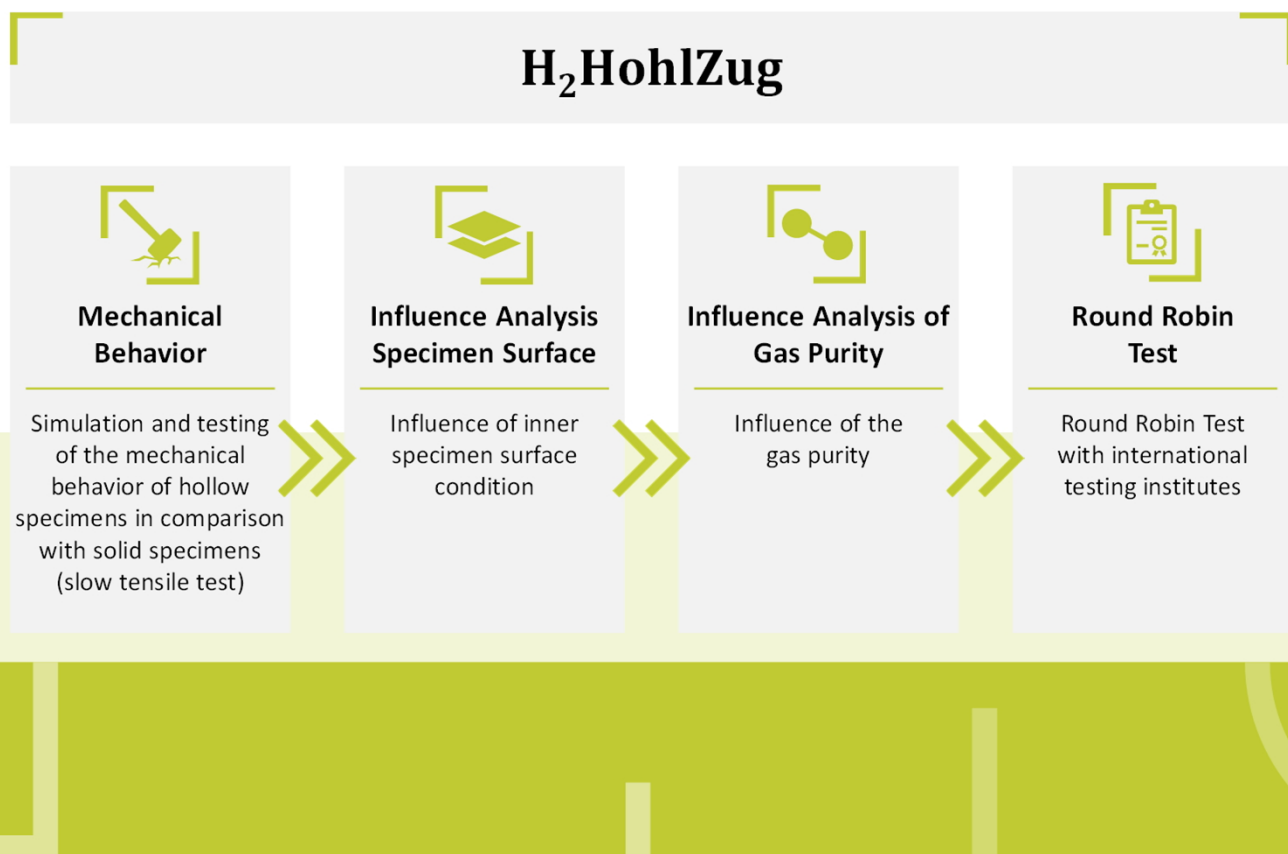 H₂HohlZug
Mechanical
Behavior
Simulation and testing
of the mechanical
behavior of hollow
specimens in comparison
with solid specimens
(slow tensile test)
Influence Analysis
Specimen Surface
Influence of inner
specimen surface
condition
Influence Analysis of
Gas Purity
Influence of the
gas purity
Round Robin
Test
Round Robin Test
with international
testing institutes